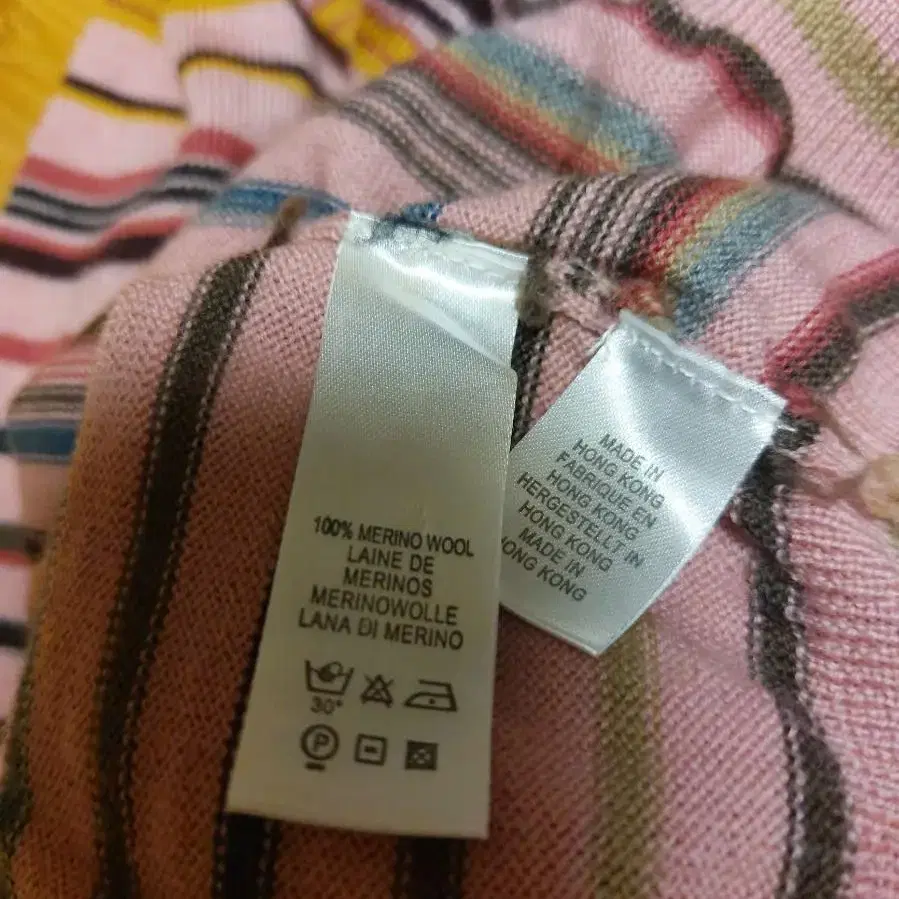 100% MERINO WOOL
LAINE DE
MERINOS
MERINOWOLLE
LANA DI MERINO
30°
P
MADE IN
HONG KONG
FABRIQUE EN
HONG KONG
HERGESTELLT IN
HONG KONG
MADE IN
HONG KONG